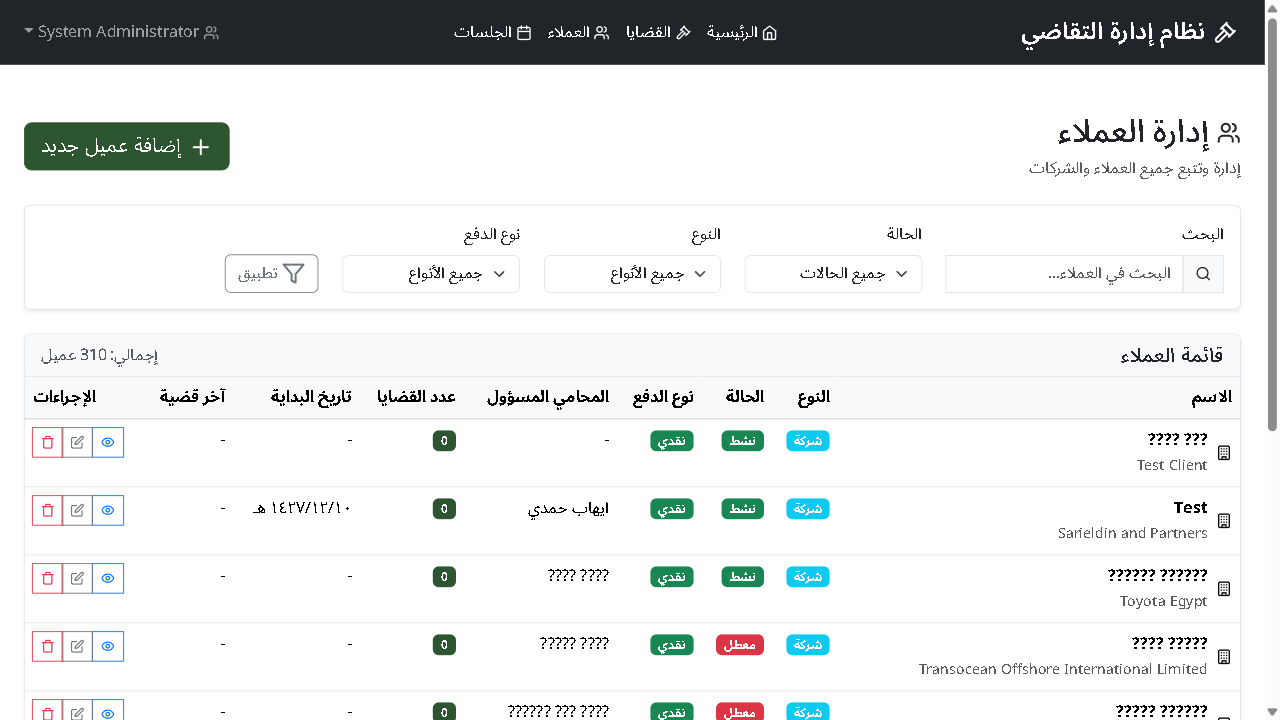 نظام إدارة التقاضي
الرئيسية القضايا العملاء الجلسات
System Administrator
إدارة العملاء
إدارة وتتبع جميع العملاء والشركات
إضافة عميل جديد
البحث الحالة النوع نوع الدفع
البحث في العملاء... جميع الحالات جميع الأنواع جميع الأنواع تطبيق
قائمة العملاء إجمالي: 310 عميل
الاسم النوع الحالة نوع الدفع المحامي المسؤول عدد القضايا تاريخ البداية آخر قضية الإجراءات
??? ???? شركة نشط نقدي - 0 - -
Test Client
Test شركة نشط نقدي ايهاب حمدي 0 ١٤٣٧/١٢/١٠ هـ -
Sarieldin and Partners
?????? ?????? شركة نشط نقدي ???? ???? 0 - -
Toyota Egypt
????? ???? شركة معطل نقدي ???? ????? 0 - -
Transocean Offshore International Limited
?????? ????? شركة معطل نقدي ???? ??? ?????? 0 - -